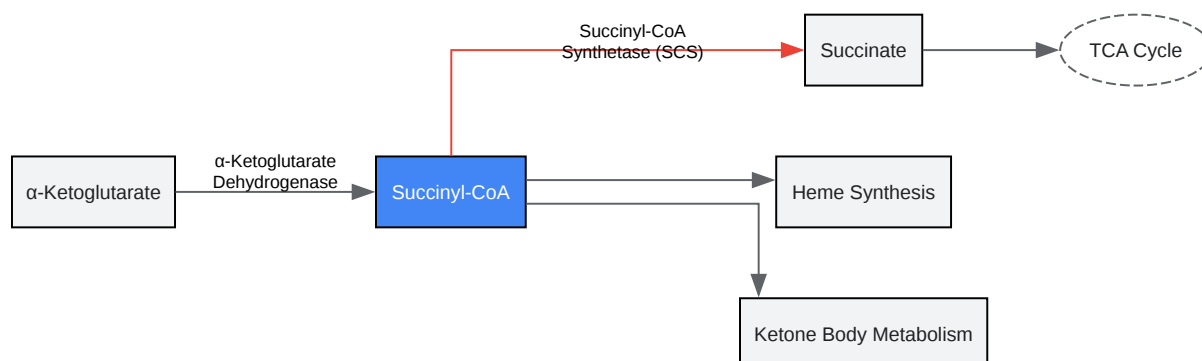 Succinyl-CoA
Synthetase (SCS)
Succinate
TCA Cycle
α-Ketoglutarate
α-Ketoglutarate
Dehydrogenase
Succinyl-CoA
Heme Synthesis
Ketone Body Metabolism